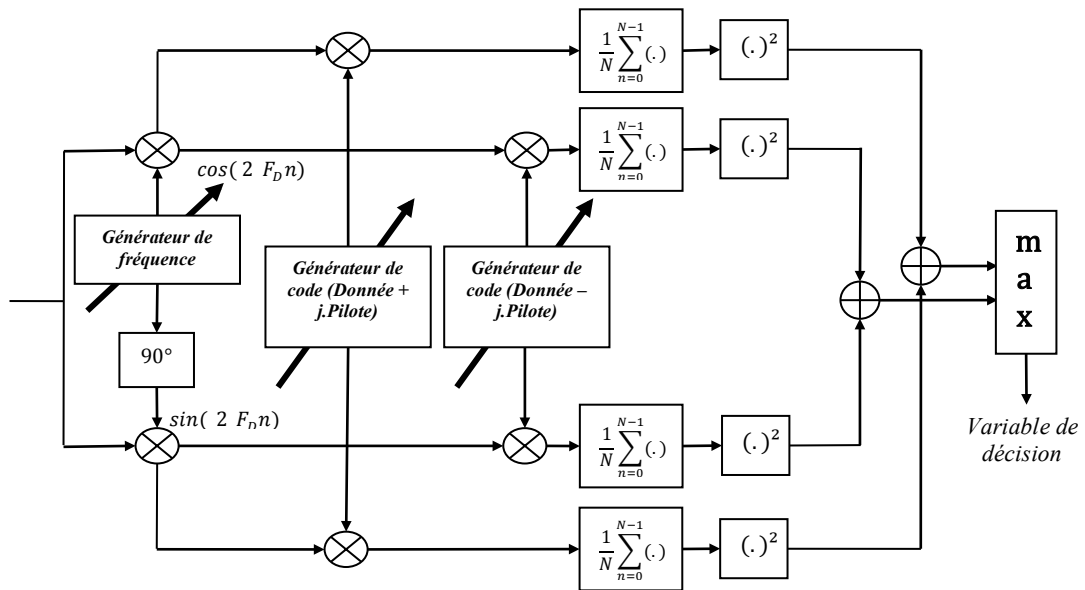 1/N ∑_{n=0}^{N−1} (.)
(.)²
1/N ∑_{n=0}^{N−1} (.)
(.)²
cos( 2 F_D n)
Générateur de
fréquence
Générateur de
code (Donnée +
j.Pilote)
Générateur de
code (Donnée –
j.Pilote)
m
a
x
90°
sin( 2 F_D n)
Variable de
décision
1/N ∑_{n=0}^{N−1} (.)
(.)²
1/N ∑_{n=0}^{N−1} (.)
(.)²